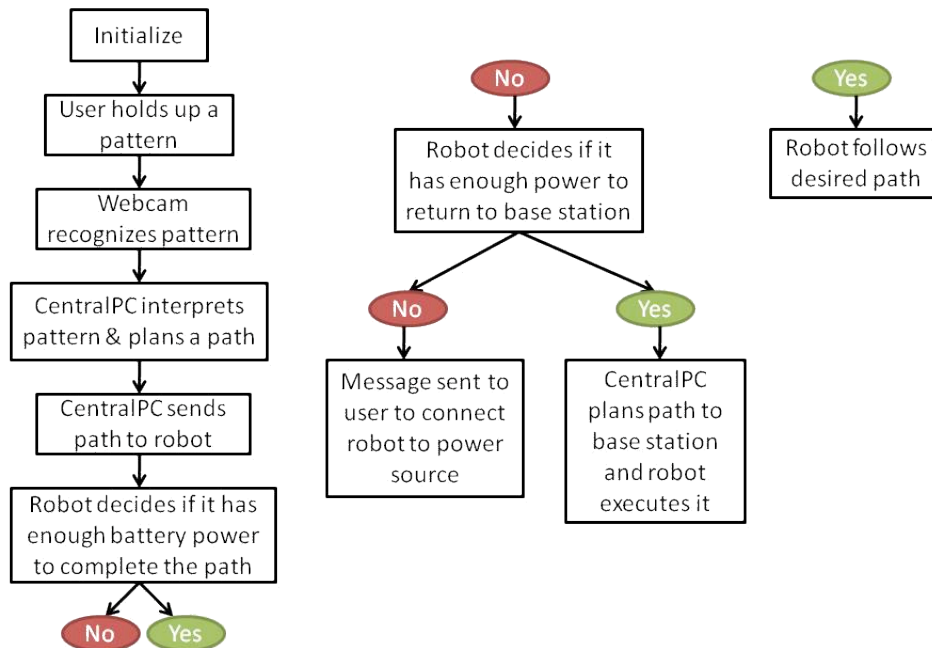 Initialize
User holds up a
pattern
Webcam
recognizes pattern
CentralPC interprets
pattern & plans a path
CentralPC sends
path to robot
Robot decides if it has
enough battery power
to complete the path
No
Yes
No
Robot decides if it
has enough power to
return to base station
No
Message sent to
user to connect
robot to power
source
Yes
CentralPC
plans path to
base station
and robot
executes it
Yes
Robot follows
desired path